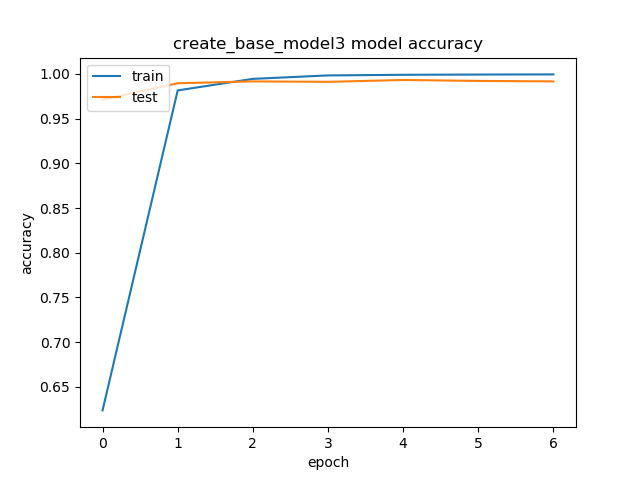 create_base_model3 model accuracy
train
test
1.00
0.95
0.90
0.85
0.80
0.75
0.70
0.65
accuracy
0 1 2 3 4 5 6
epoch